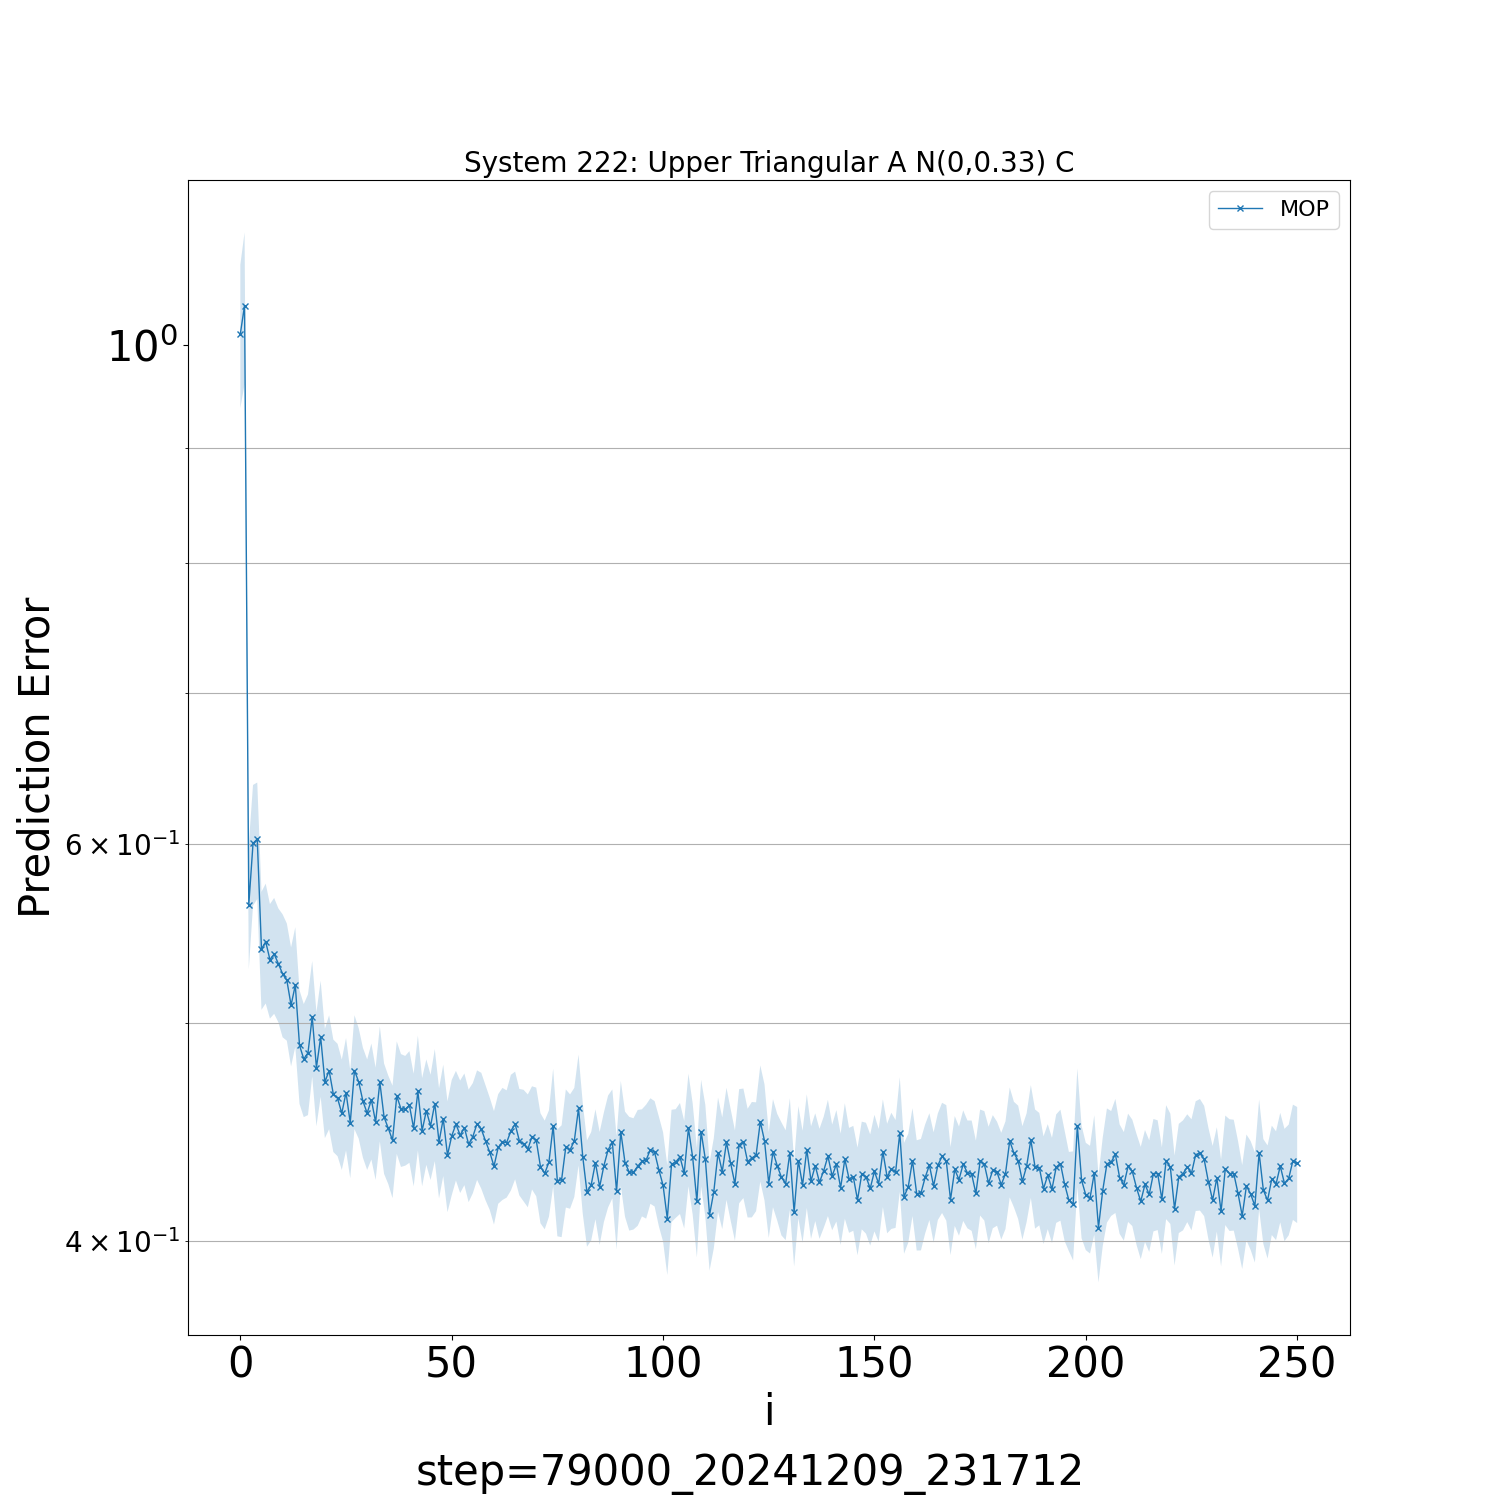 System 222: Upper Triangular A N(0,0.33) C
MOP
Prediction Error
10⁰
6 × 10⁻¹
4 × 10⁻¹
0 50 100 150 200 250
i
step=79000_20241209_231712